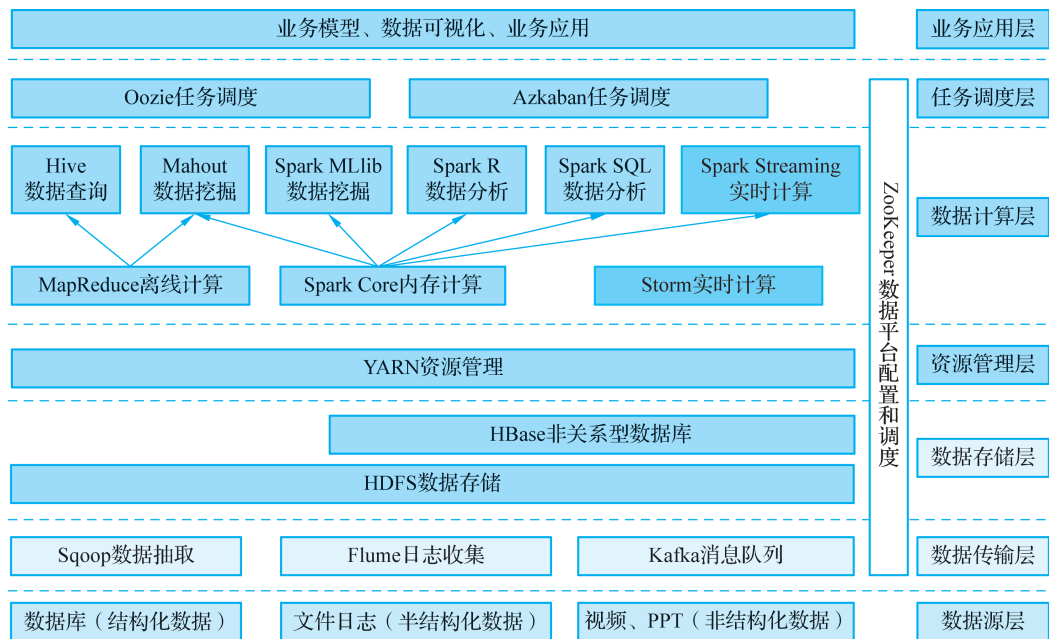 业务模型、数据可视化、业务应用
业务应用层
Oozie任务调度
Azkaban任务调度
任务调度层
Hive
数据查询
Mahout
数据挖掘
Spark MLlib
数据挖掘
Spark R
数据分析
Spark SQL
数据分析
Spark Streaming
实时计算
数据计算层
MapReduce离线计算
Spark Core内存计算
Storm实时计算
ZooKeeper数据平台配置和调度
YARN资源管理
资源管理层
HBase非关系型数据库
HDFS数据存储
数据存储层
Sqoop数据抽取
Flume日志收集
Kafka消息队列
数据传输层
数据库（结构化数据）
文件日志（半结构化数据）
视频、PPT（非结构化数据）
数据源层